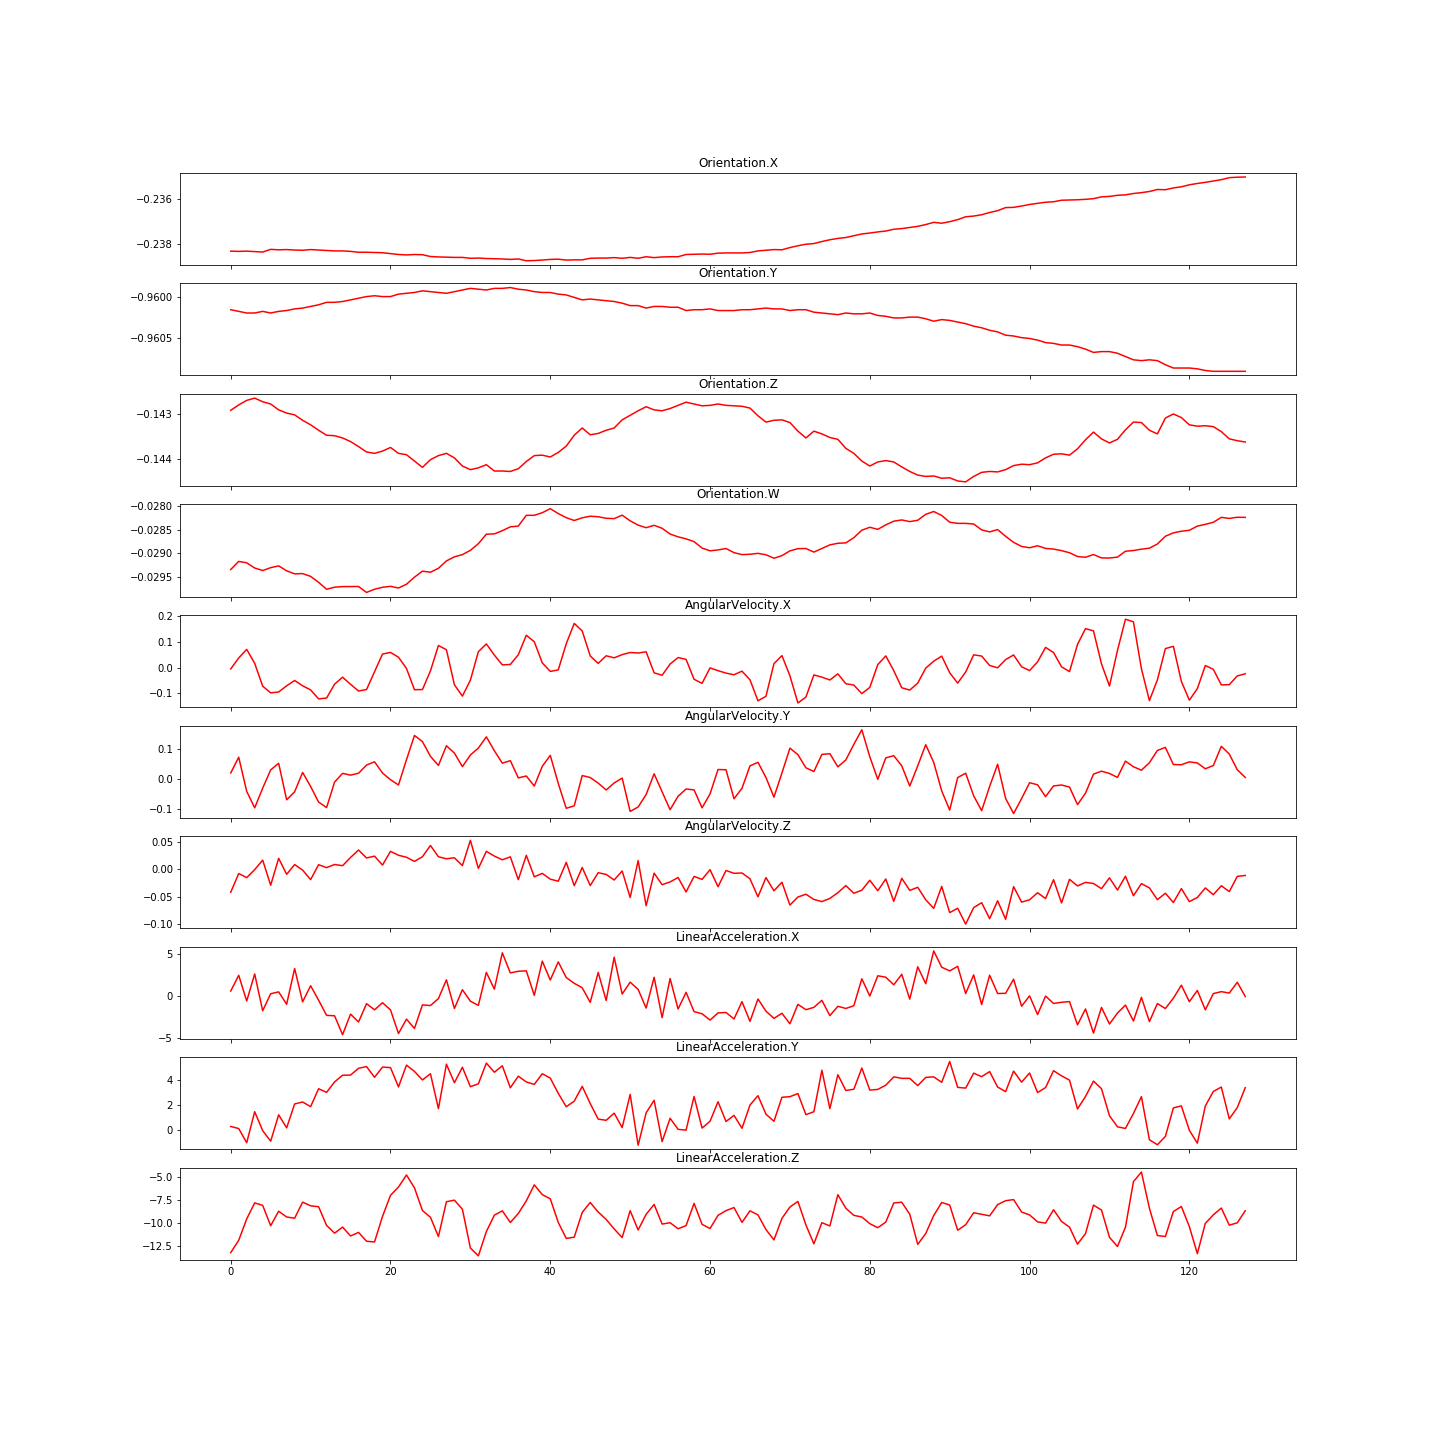 Orientation.X
−0.236
−0.238
Orientation.Y
−0.9600
−0.9605
Orientation.Z
−0.143
−0.144
Orientation.W
−0.0280
−0.0285
−0.0290
−0.0295
AngularVelocity.X
0.2
0.1
0.0
−0.1
AngularVelocity.Y
0.1
0.0
−0.1
AngularVelocity.Z
0.05
0.00
−0.05
−0.10
LinearAcceleration.X
5
0
−5
LinearAcceleration.Y
4
2
0
LinearAcceleration.Z
−5.0
−7.5
−10.0
−12.5
0 20 40 60 80 100 120